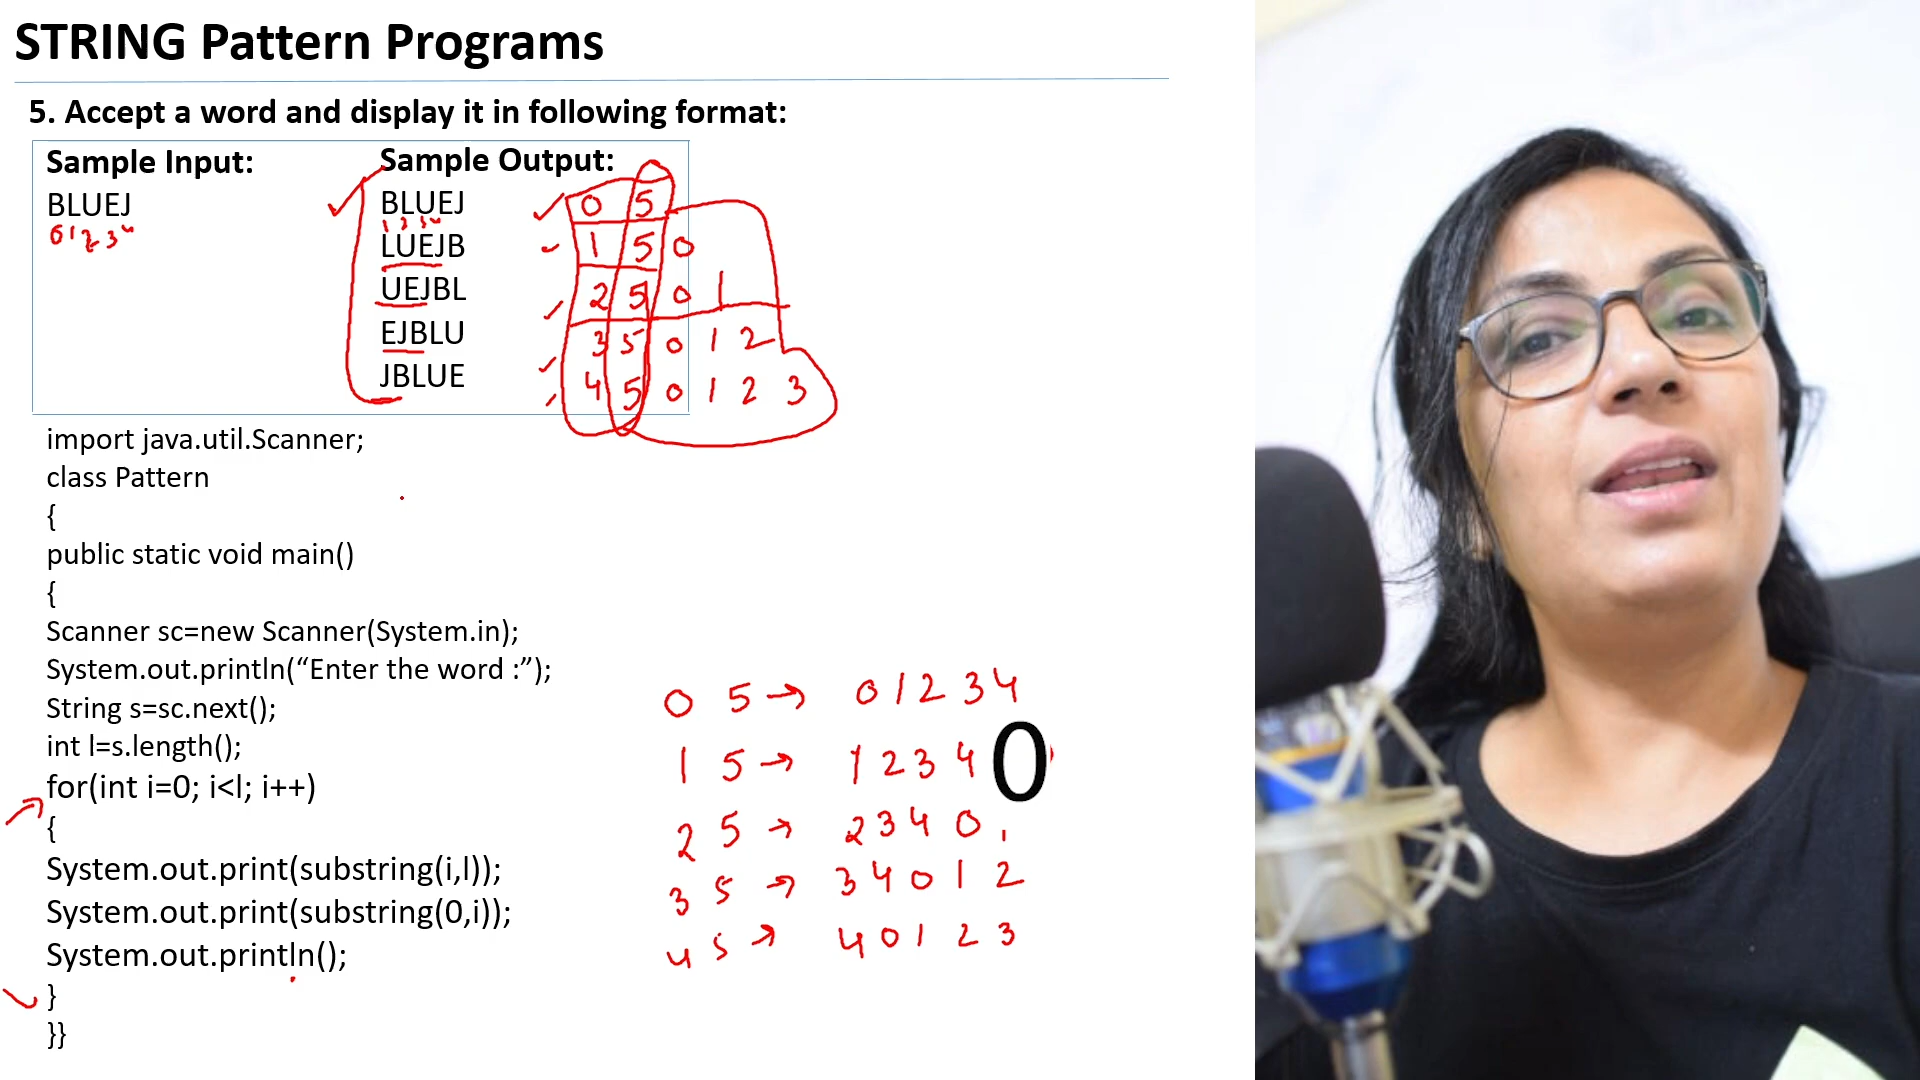 STRING Pattern Programs
5. Accept a word and display it in following format:
Sample Input: Sample Output:
BLUEJ BLUEJ 0 5
0 1 2 3 4
LUEJB 1 5 0
UEJBL 2 5 0 1
EJBLU 3 5 0 1 2
JBLUE 4 5 0 1 2 3
import java.util.Scanner;
class Pattern
{
public static void main()
{
Scanner sc=new Scanner(System.in);
System.out.println(“Enter the word :”);
String s=sc.next();
int l=s.length();
for(int i=0; i<l; i++)
{
System.out.print(substring(i,l));
System.out.print(substring(0,i));
System.out.println();
}
}}
0 5 → 0 1 2 3 4
1 5 → 1 2 3 4 0
2 5 → 2 3 4 0 1
3 5 → 3 4 0 1 2
4 5 → 4 0 1 2 3